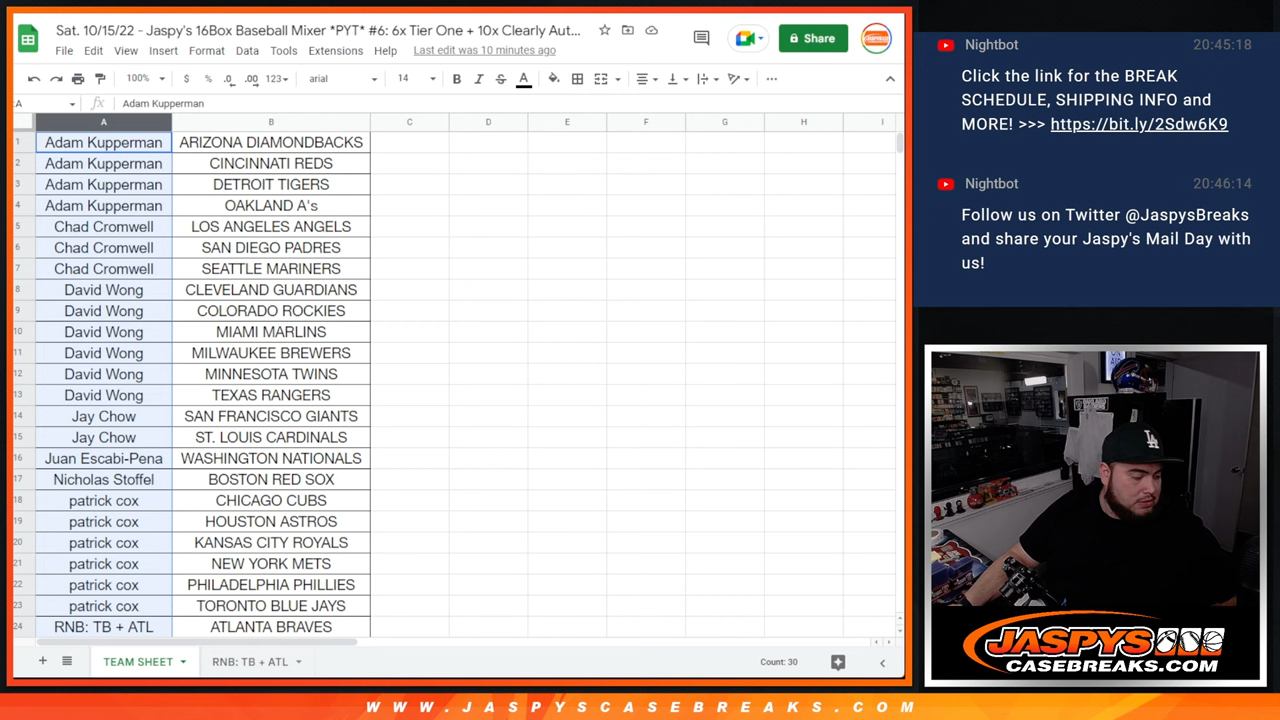 Sat. 10/15/22 - Jaspy's 16Box Baseball Mixer *PYT* #6: 6x Tier One + 10x Clearly Aut...
File Edit View Insert Format Data Tools Extensions Help Last edit was 10 minutes ago
Share
100% $ % .0 .00 123 arial 14 B I S A
A fx Adam Kupperman
A B C D E F G H I
1 Adam Kupperman ARIZONA DIAMONDBACKS
2 Adam Kupperman CINCINNATI REDS
3 Adam Kupperman DETROIT TIGERS
4 Adam Kupperman OAKLAND A's
5 Chad Cromwell LOS ANGELES ANGELS
6 Chad Cromwell SAN DIEGO PADRES
7 Chad Cromwell SEATTLE MARINERS
8 David Wong CLEVELAND GUARDIANS
9 David Wong COLORADO ROCKIES
10 David Wong MIAMI MARLINS
11 David Wong MILWAUKEE BREWERS
12 David Wong MINNESOTA TWINS
13 David Wong TEXAS RANGERS
14 Jay Chow SAN FRANCISCO GIANTS
15 Jay Chow ST. LOUIS CARDINALS
16 Juan Escabi-Pena WASHINGTON NATIONALS
17 Nicholas Stoffel BOSTON RED SOX
18 patrick cox CHICAGO CUBS
19 patrick cox HOUSTON ASTROS
20 patrick cox KANSAS CITY ROYALS
21 patrick cox NEW YORK METS
22 patrick cox PHILADELPHIA PHILLIES
23 patrick cox TORONTO BLUE JAYS
24 RNB: TB + ATL ATLANTA BRAVES
TEAM SHEET RNB: TB + ATL Count: 30
Nightbot 20:45:18
Click the link for the BREAK
SCHEDULE, SHIPPING INFO and
MORE! >>> https://bit.ly/2Sdw6K9
Nightbot 20:46:14
Follow us on Twitter @JaspysBreaks
and share your Jaspy's Mail Day with
us!
LA
JASPYS
CASEBREAKS.COM
WWW.JASPYSCASEBREAKS.COM